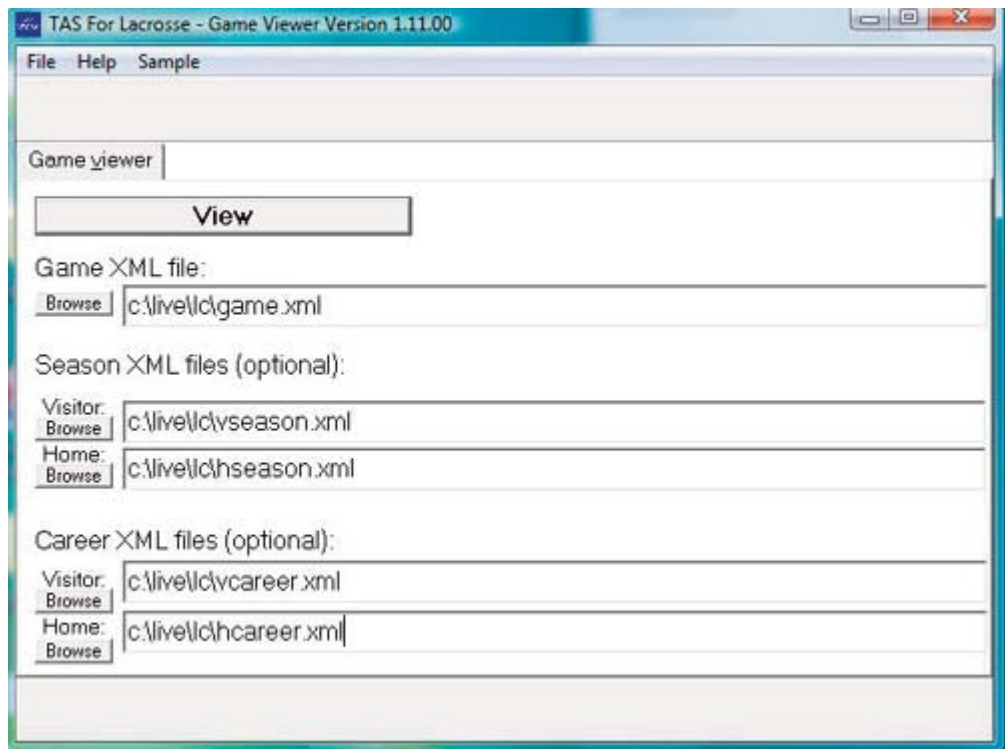 TAS For Lacrosse - Game Viewer Version 1.11.00
File Help Sample
Game viewer
View
Game XML file:
Browse c:\live\lc\game.xml
Season XML files (optional):
Visitor:
Browse c:\live\lc\vseason.xml
Home:
Browse c:\live\lc\hseason.xml
Career XML files (optional):
Visitor: c:\live\lc\vcareer.xml
Browse
Home: c:\live\lc\hcareer.xml
Browse